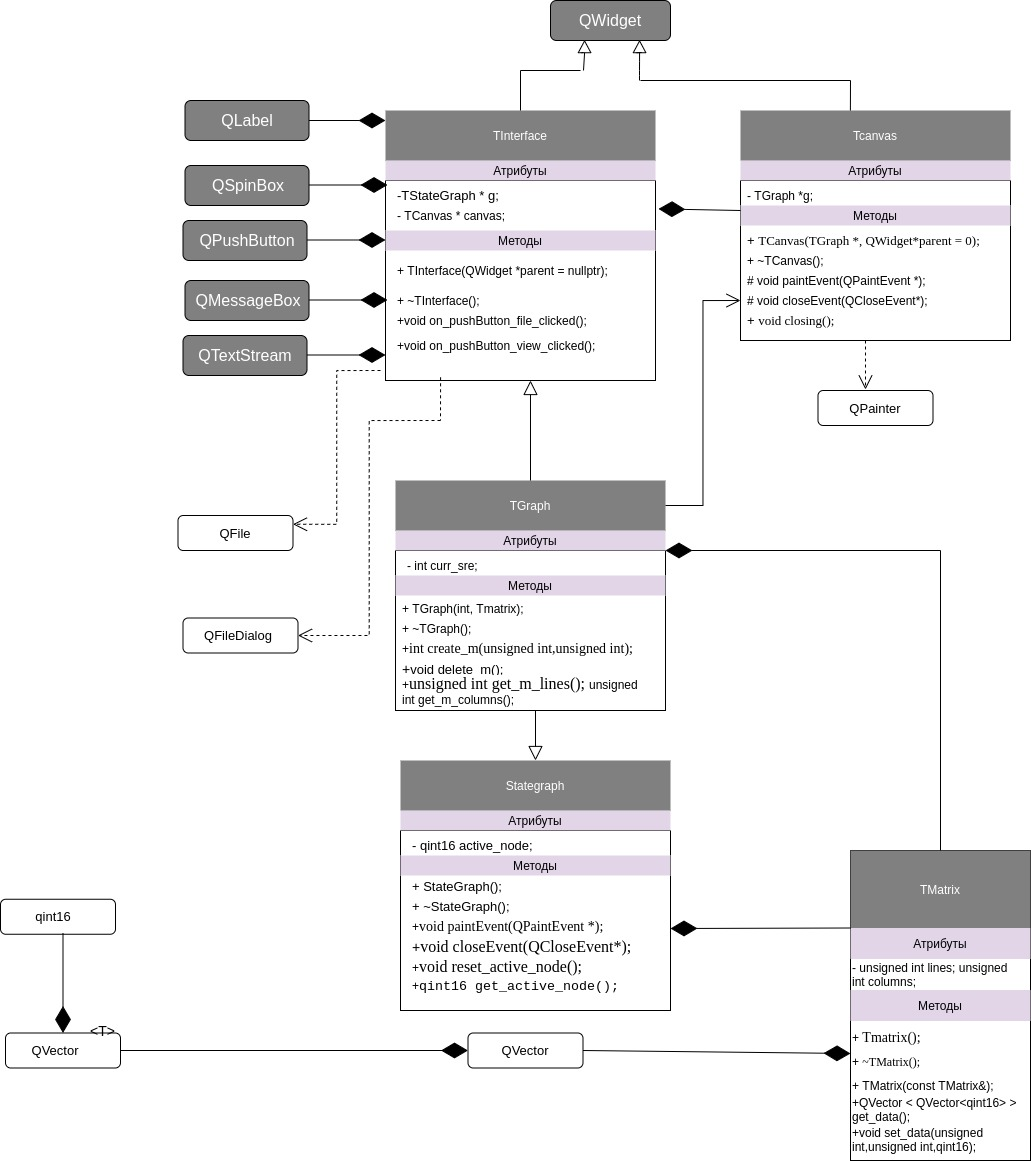 QWidget
QLabel
QSpinBox
QPushButton
QMessageBox
QTextStream
TInterface
Атрибуты
-TStateGraph * g;
- TCanvas * canvas;
Методы
+ TInterface(QWidget *parent = nullptr);
+ ~TInterface();
+void on_pushButton_file_clicked();
+void on_pushButton_view_clicked();
Tcanvas
Атрибуты
- TGraph *g;
Методы
+ TCanvas(TGraph *, QWidget*parent = 0);
+ ~TCanvas();
# void paintEvent(QPaintEvent *);
# void closeEvent(QCloseEvent*);
+ void closing();
QPainter
QFile
QFileDialog
TGraph
Атрибуты
- int curr_sre;
Методы
+ TGraph(int, Tmatrix);
+ ~TGraph();
+int create_m(unsigned int,unsigned int);
+void delete_m();
+unsigned int get_m_lines(); unsigned
int get_m_columns();
Stategraph
Атрибуты
- qint16 active_node;
Методы
+ StateGraph();
+ ~StateGraph();
+void paintEvent(QPaintEvent *);
+void closeEvent(QCloseEvent*);
+void reset_active_node();
+qint16 get_active_node();
qint16
<T>
QVector
QVector
TMatrix
Атрибуты
- unsigned int lines; unsigned
int columns;
Методы
+ Tmatrix();
+ ~TMatrix();
+ TMatrix(const TMatrix&);
+QVector < QVector<qint16> >
get_data();
+void set_data(unsigned
int,unsigned int,qint16);